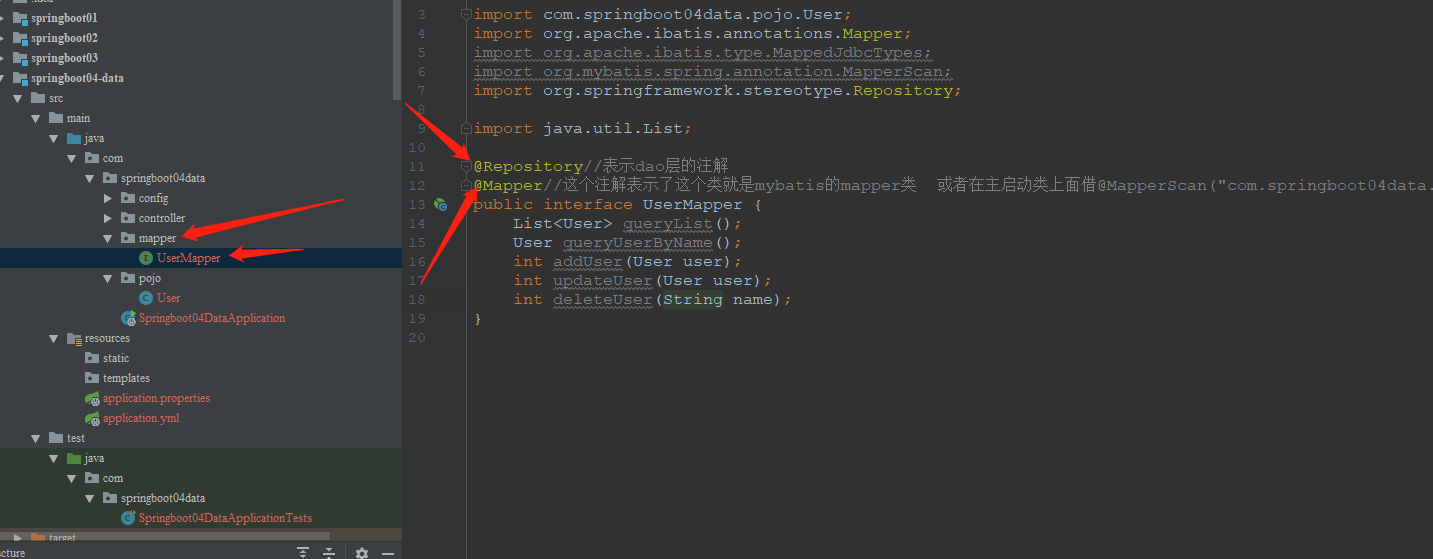 springboot01
springboot02
springboot03
springboot04-data
src
main
java
com
springboot04data
config
controller
mapper
UserMapper
pojo
User
Springboot04DataApplication
resources
static
templates
application.properties
application.yml
test
java
com
springboot04data
Springboot04DataApplicationTests
target
cture
3 import com.springboot04data.pojo.User;
4 import org.apache.ibatis.annotations.Mapper;
5 import org.apache.ibatis.type.MappedJdbcTypes;
6 import org.mybatis.spring.annotation.MapperScan;
7 import org.springframework.stereotype.Repository;
8
9 import java.util.List;
10
11 @Repository//表示dao层的注解
12 @Mapper//这个注解表示了这个类就是mybatis的mapper类 或者在主启动类上面借@MapperScan("com.springboot04data.
13 public interface UserMapper {
14 List<User> queryList();
15 User queryUserByName();
16 int addUser(User user);
17 int updateUser(User user);
18 int deleteUser(String name);
19 }
20